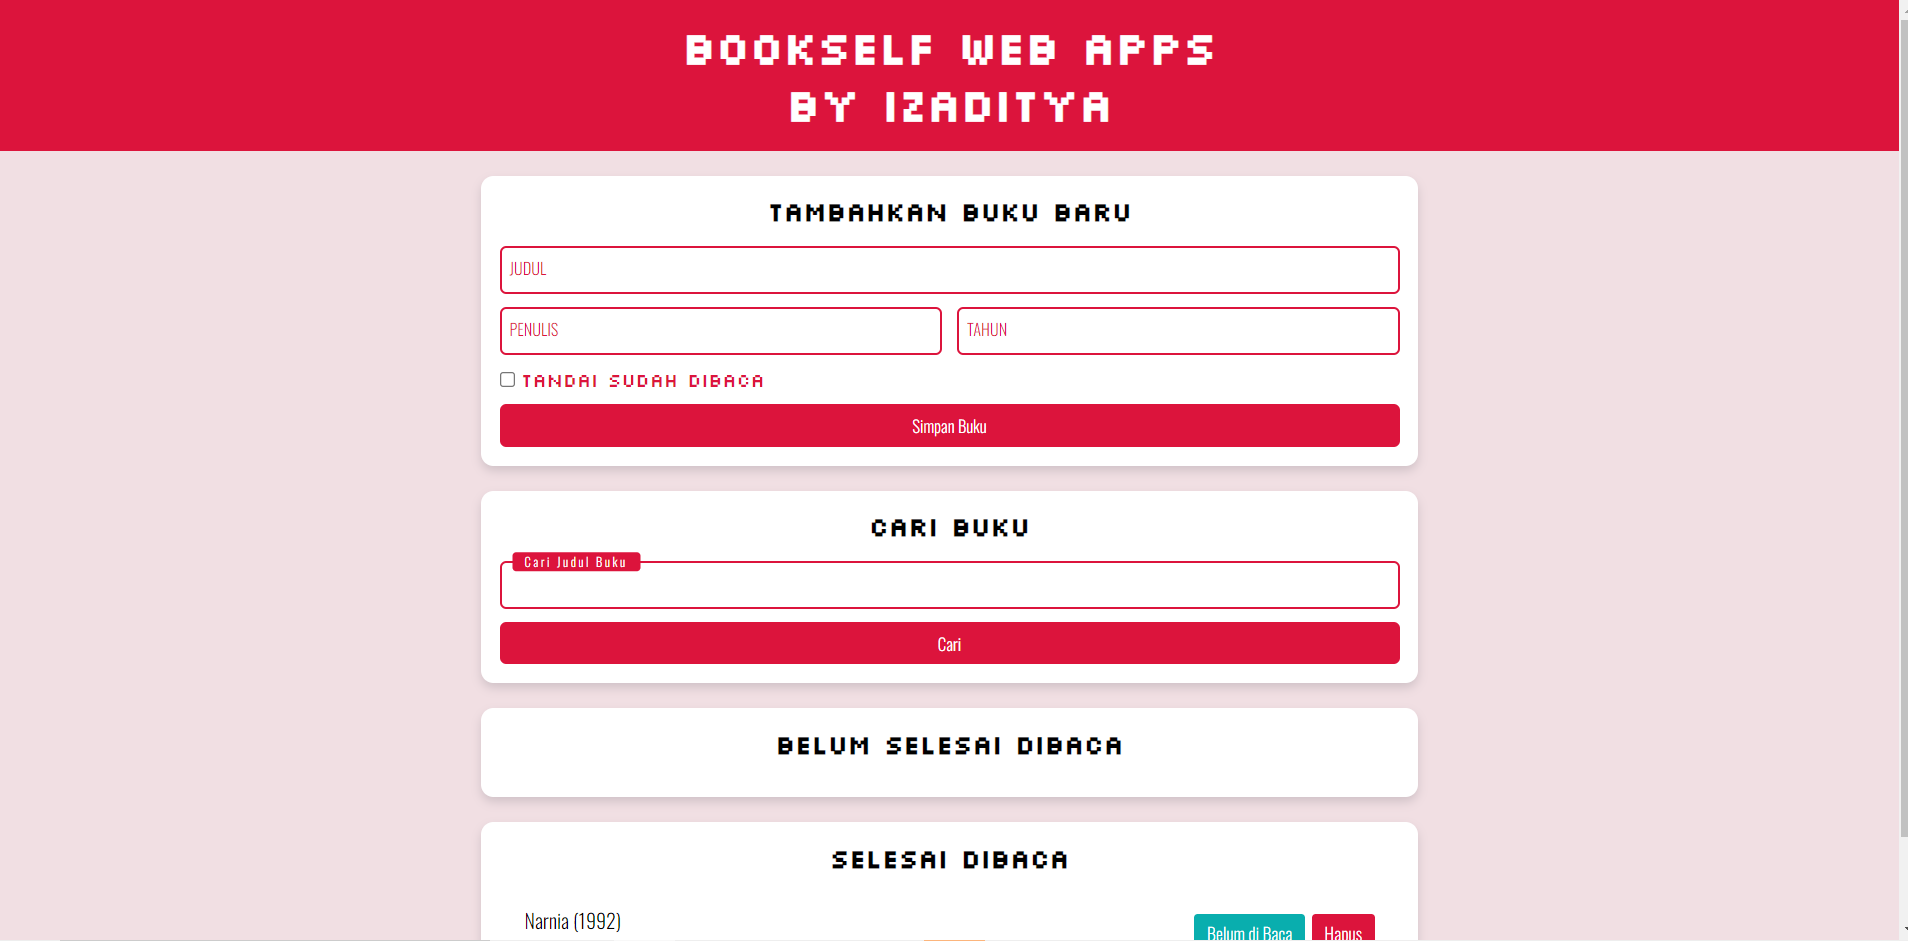 BOOKSELF WEB APPS
BY IZADITYA
TAMBAHKAN BUKU BARU
JUDUL
PENULIS
TAHUN
TANDAI SUDAH DIBACA
Simpan Buku
CARI BUKU
Cari Judul Buku
Cari
BELUM SELESAI DIBACA
SELESAI DIBACA
Narnia (1992)
Belum di Baca
Hapus